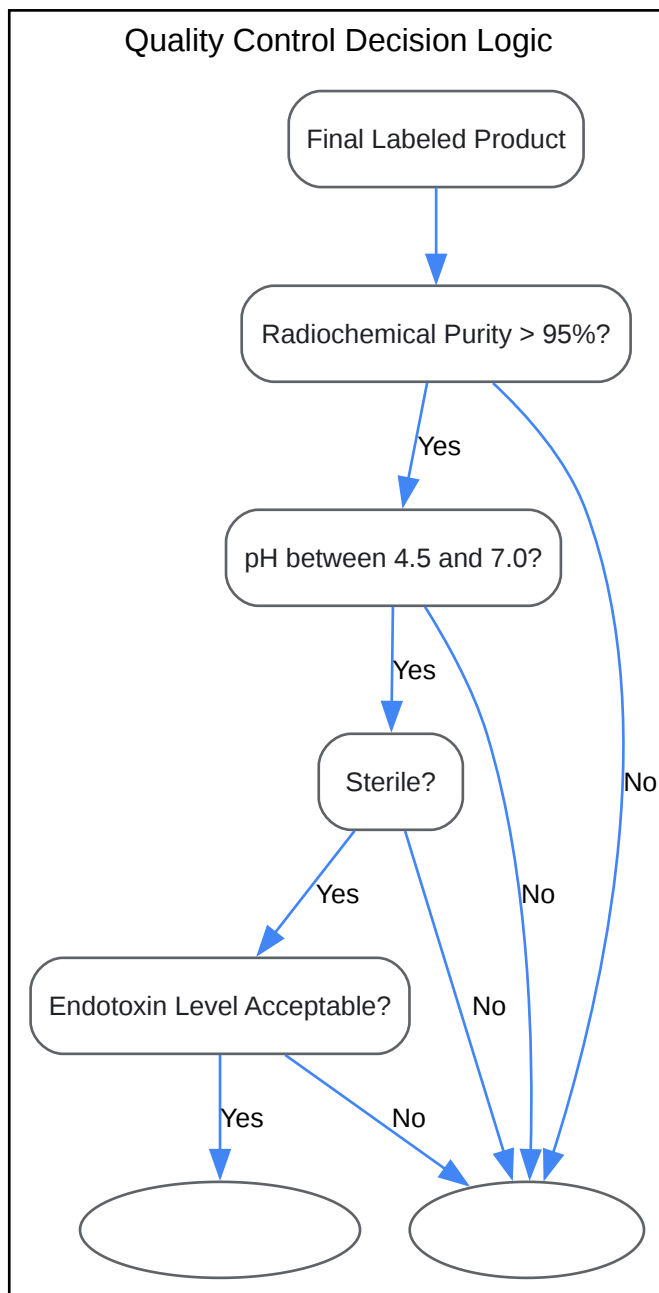 Quality Control Decision Logic
Final Labeled Product
Radiochemical Purity > 95%?
Yes
pH between 4.5 and 7.0?
Yes
Sterile?
No
Yes
No
Endotoxin Level Acceptable?
No
Yes
No